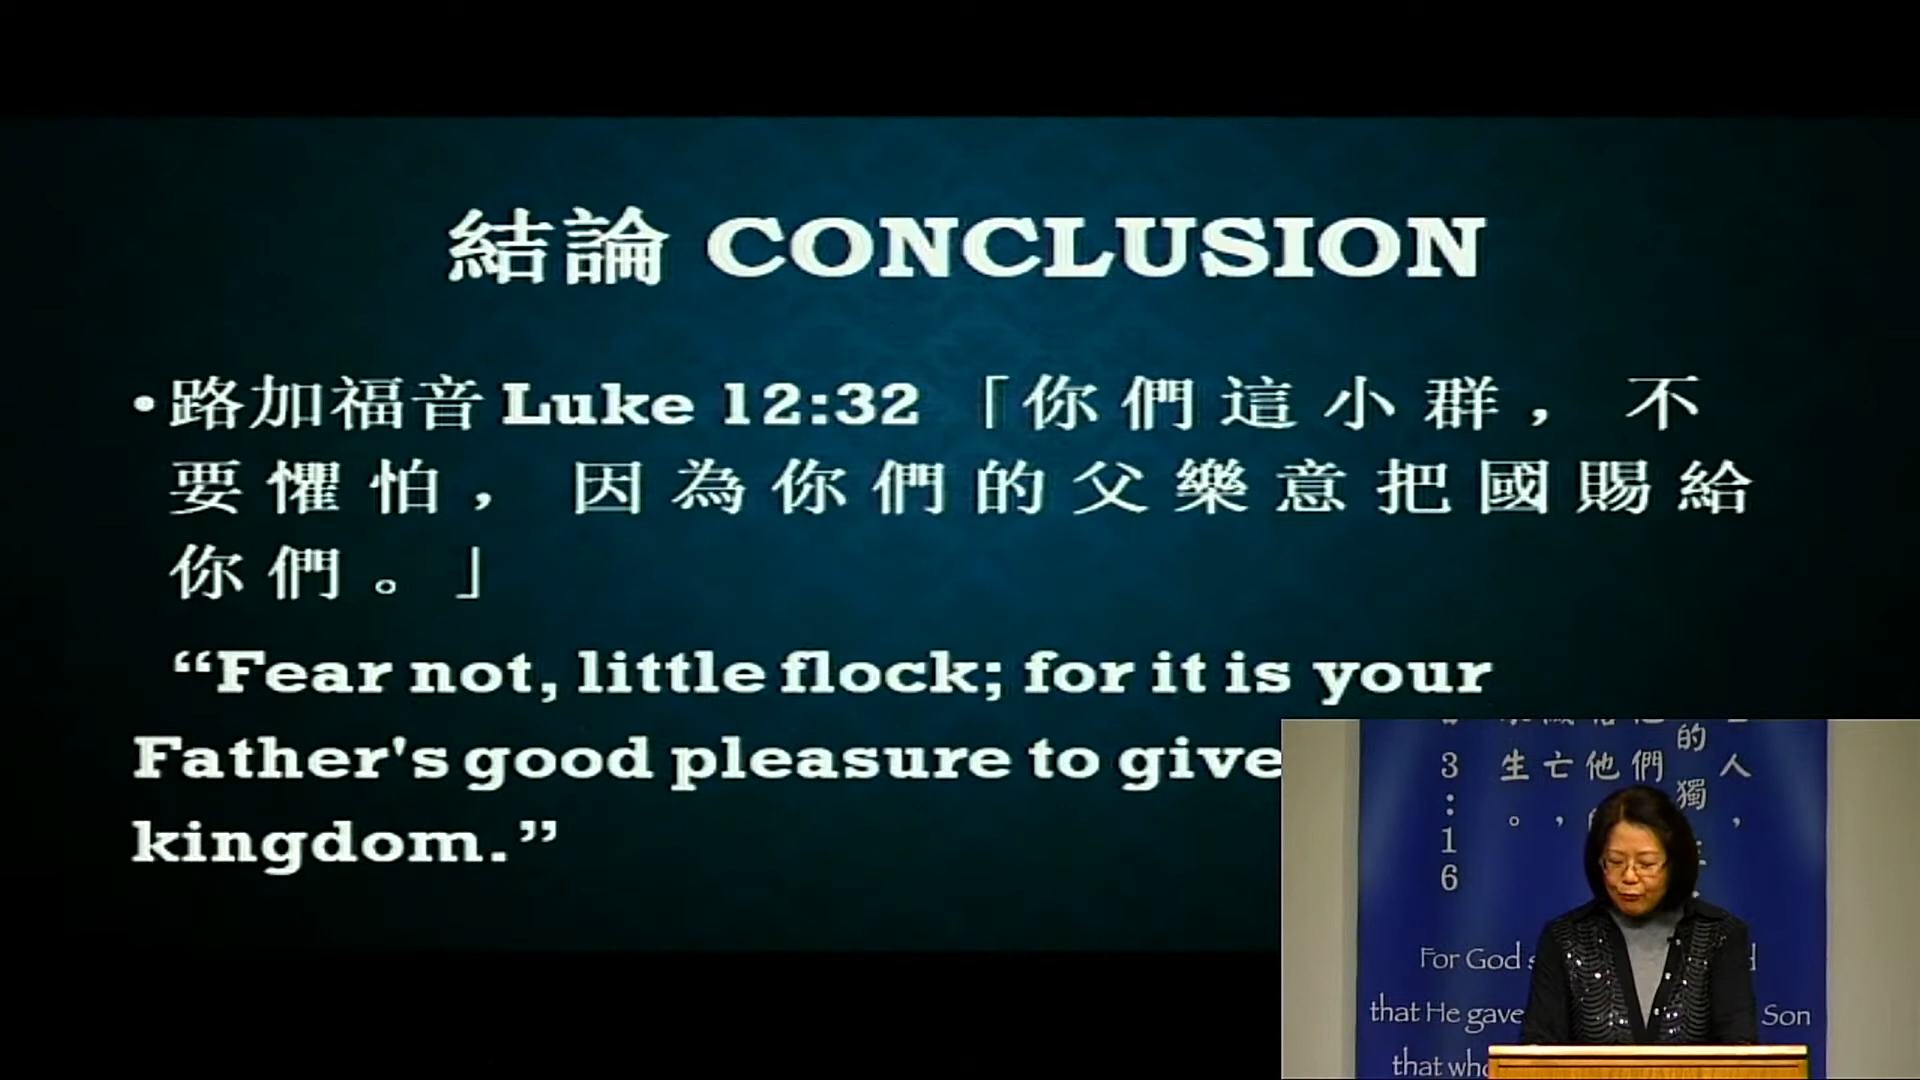 結論 CONCLUSION
•路加福音 Luke 12:32 「你們這小群，不
要懼怕，因為你們的父樂意把國賜給
你們。」
“Fear not, little flock; for it is your
Father's good pleasure to give
kingdom.”
的
3 生亡他們 人
: 。， 獨 ，
1
6
For God
that He gave Son
that